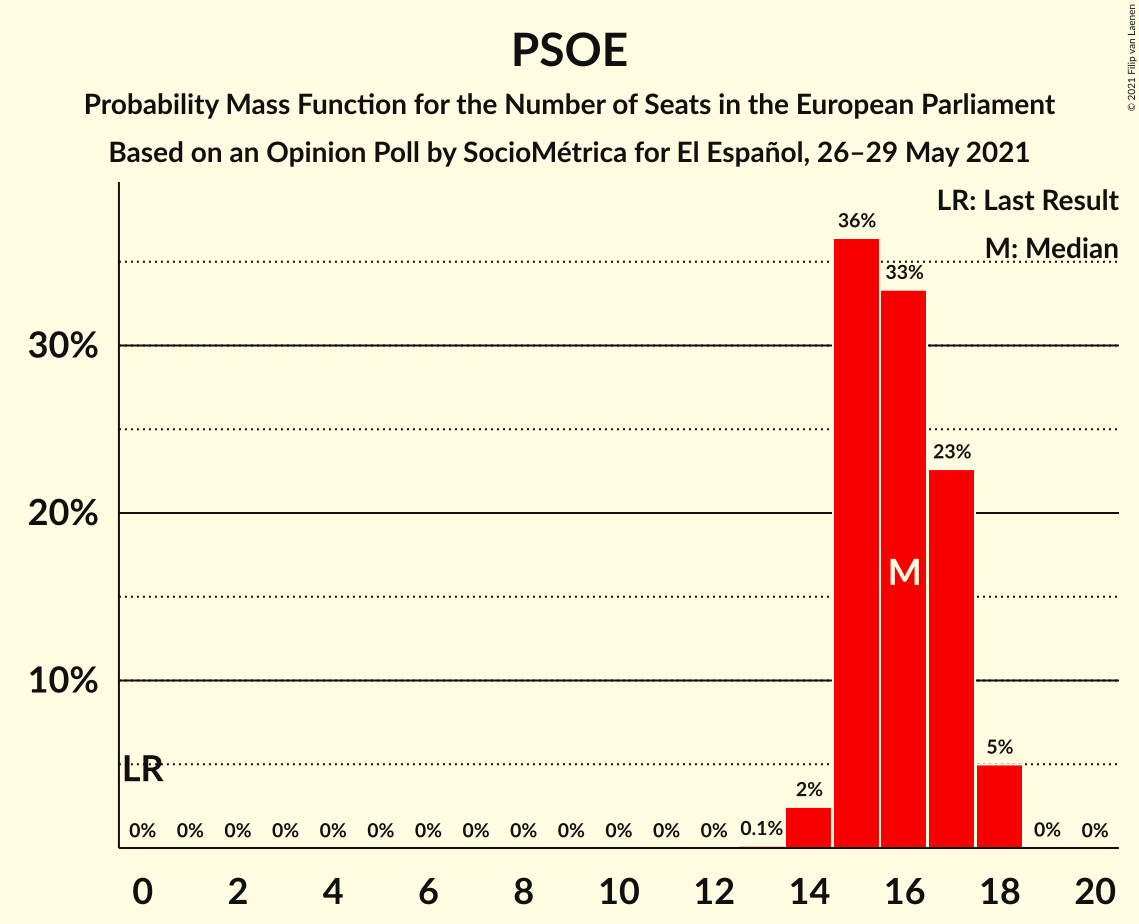 PSOE
Probability Mass Function for the Number of Seats in the European Parliament
Based on an Opinion Poll by SocioMétrica for El Español, 26–29 May 2021
© 2021 Filip van Laenen
LR: Last Result
M: Median
30%
20%
10%
36%
33%
23%
M
5%
LR
2%
0% 0% 0% 0% 0% 0% 0% 0% 0% 0% 0% 0% 0% 0.1% 0% 0%
0 2 4 6 8 10 12 14 16 18 20